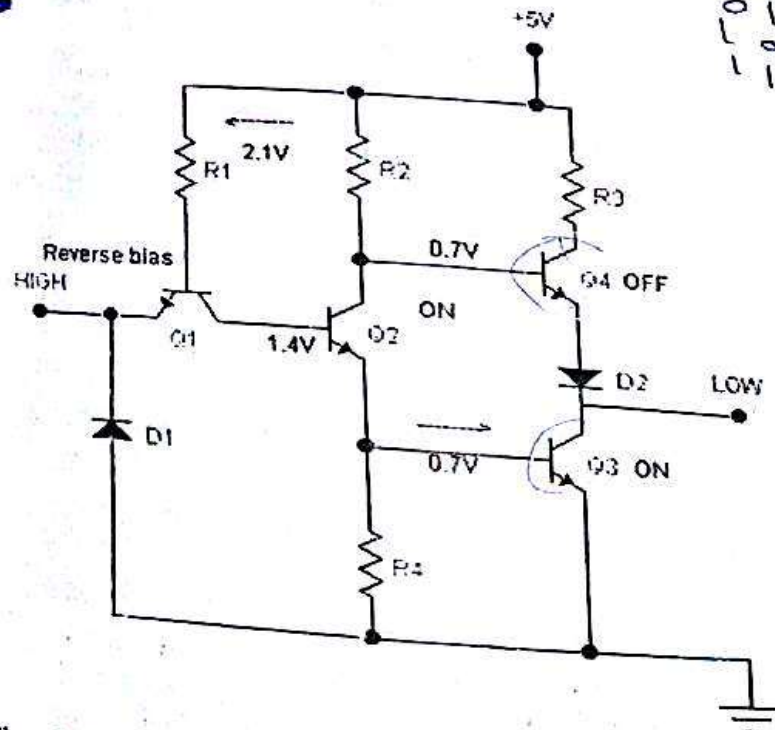 +5V
2.1V
R1
R2
R3
Reverse bias
HIGH
0.7V
Q4 OFF
ON
Q1
1.4V
Q2
D2
LOW
D1
0.7V
Q3 ON
R4